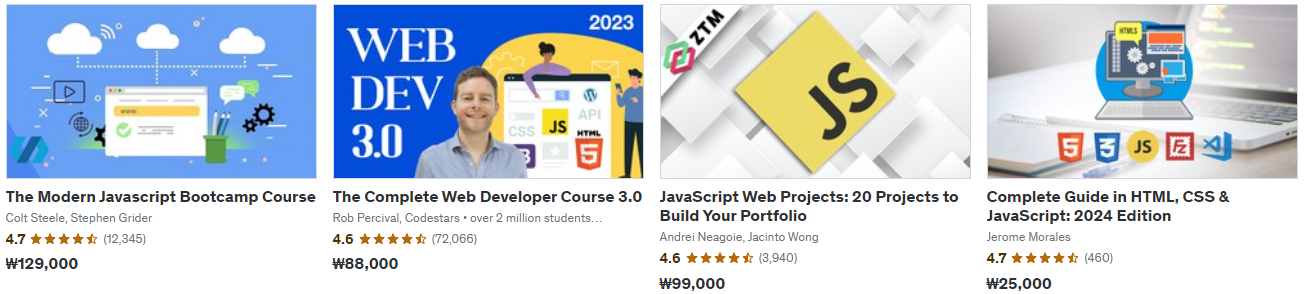 www.
The Modern Javascript Bootcamp Course
Colt Steele, Stephen Grider
4.7 (12,345)
₩129,000
2023
WEB
DEV
3.0
API
CSS
JS
HTML
5
B
The Complete Web Developer Course 3.0
Rob Percival, Codestars • over 2 million students…
4.6 (72,066)
₩88,000
ZTM
JS
JavaScript Web Projects: 20 Projects to
Build Your Portfolio
Andrei Neagoie, Jacinto Wong
4.6 (3,940)
₩99,000
HTML5
5
3
JS
Fz
Complete Guide in HTML, CSS &
JavaScript: 2024 Edition
Jerome Morales
4.7 (460)
₩25,000